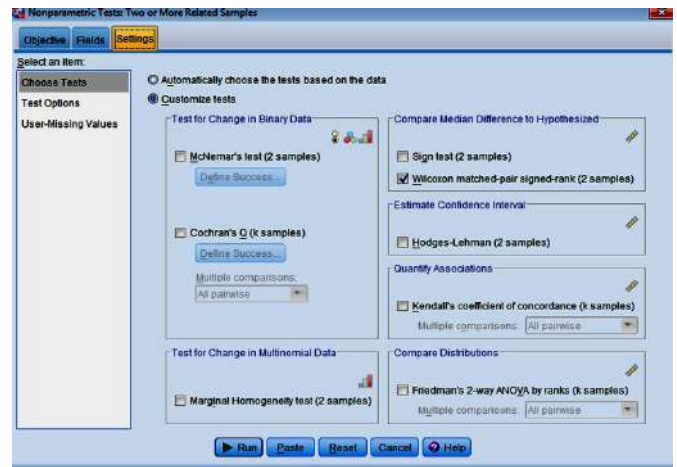 Nonparametric Tests: Two or More Related Samples
Objective Fields Settings
Select an item:
Choose Tests
Test Options
User-Missing Values
Automatically choose the tests based on the data
Customize tests
Test for Change in Binary Data
McNemar's test (2 samples)
Define Success...
Cochran's Q (k samples)
Define Success...
Multiple comparisons:
All pairwise
Test for Change in Multinomial Data
Marginal Homogeneity test (2 samples)
Compare Median Difference to Hypothesized
Sign test (2 samples)
Wilcoxon matched-pair signed-rank (2 samples)
Estimate Confidence Interval
Hodges-Lehman (2 samples)
Quantify Associations
Kendall's coefficient of concordance (k samples)
Multiple comparisons: All pairwise
Compare Distributions
Friedman's 2-way ANOVA by ranks (k samples)
Multiple comparisons: All pairwise
Run Paste Reset Cancel Help